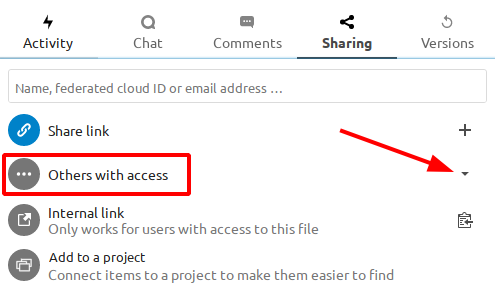 Activity Chat Comments Sharing Versions
Name, federated cloud ID or email address ...
Share link
Others with access
Internal link
Only works for users with access to this file
Add to a project
Connect items to a project to make them easier to find